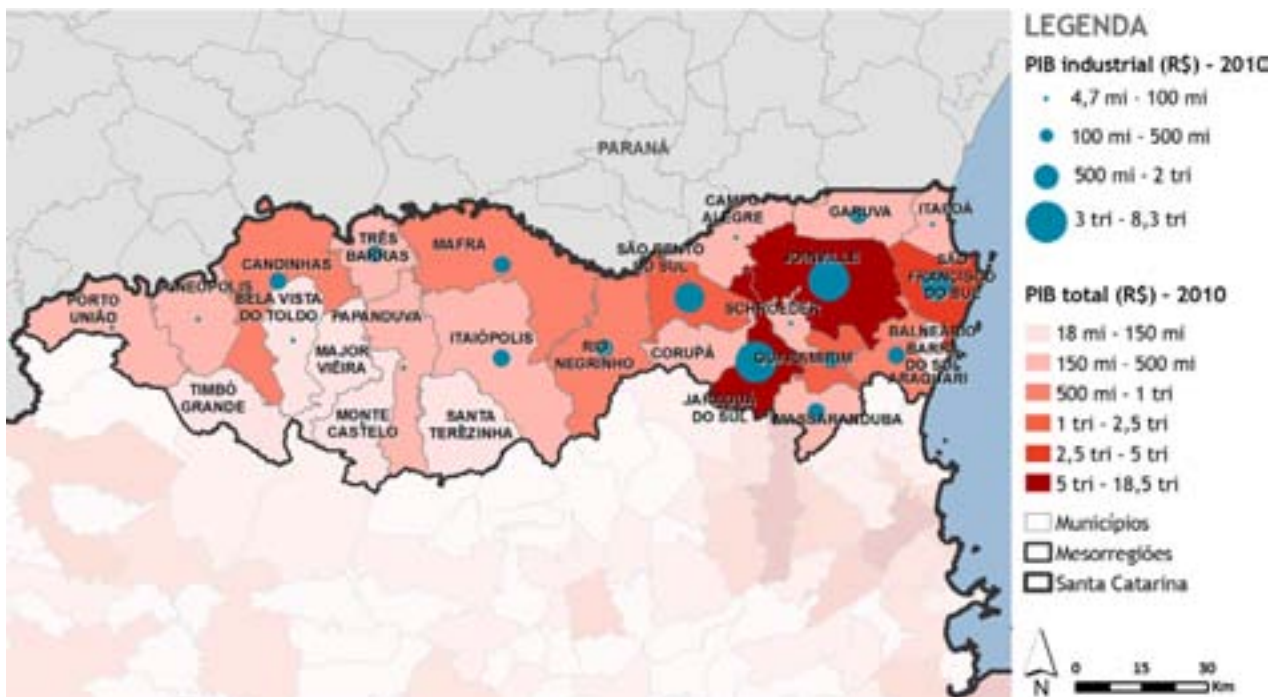 PARANÁ
CAMPO
ALEGRE
GARUVA
ITAPOÁ
TRÊS
BARRAS
MAFRA
SÃO BENTO
DO SUL
JOINVILLE
SÃO
FRANCISCO
DO SUL
CANOINHAS
IRINEÓPOLIS
BELA VISTA
DO TOLDO
PORTO
UNIÃO
PAPANDUVA
SCHROEDER
ITAIÓPOLIS
MAJOR
VIEIRA
RIO
NEGRINHO
CORUPÁ
GUARAMIRIM
BALNEÁRIO
BARRA
DO SUL
ARAQUARI
TIMBÓ
GRANDE
MONTE
CASTELO
SANTA
TEREZINHA
JARAGUÁ
DO SUL
MASSARANDUBA
LEGENDA
PIB industrial (R$) - 2010
4,7 mi - 100 mi
100 mi - 500 mi
500 mi - 2 tri
3 tri - 8,3 tri
PIB total (R$) - 2010
18 mi - 150 mi
150 mi - 500 mi
500 mi - 1 tri
1 tri - 2,5 tri
2,5 tri - 5 tri
5 tri - 18,5 tri
Municípios
Mesorregiões
Santa Catarina
N
0 15 30
Km